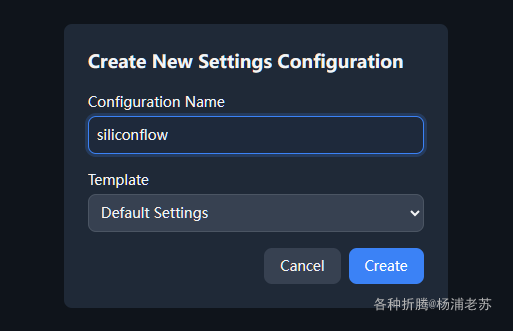 Create New Settings Configuration
Configuration Name
siliconflow
Template
Default Settings
Cancel Create
各种折腾@杨浦老苏